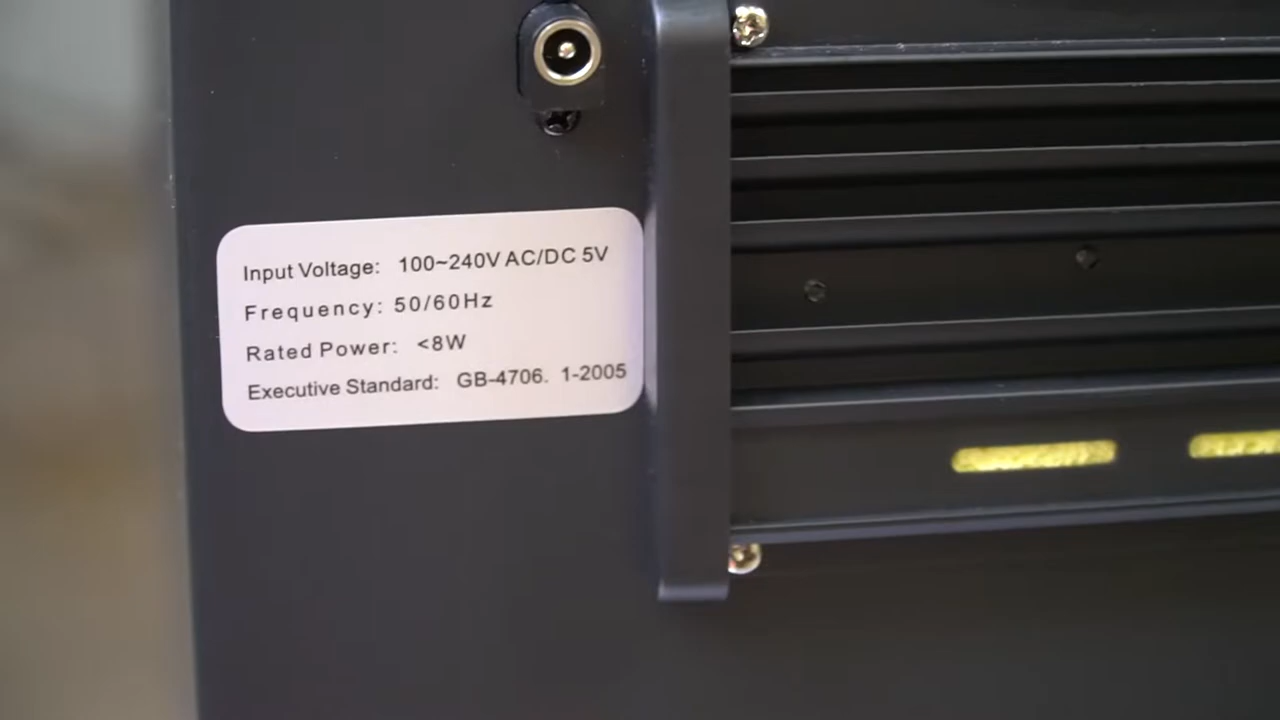 Input Voltage: 100~240V AC/DC 5V
Frequency: 50/60Hz
Rated Power: <8W
Executive Standard: GB-4706. 1-2005